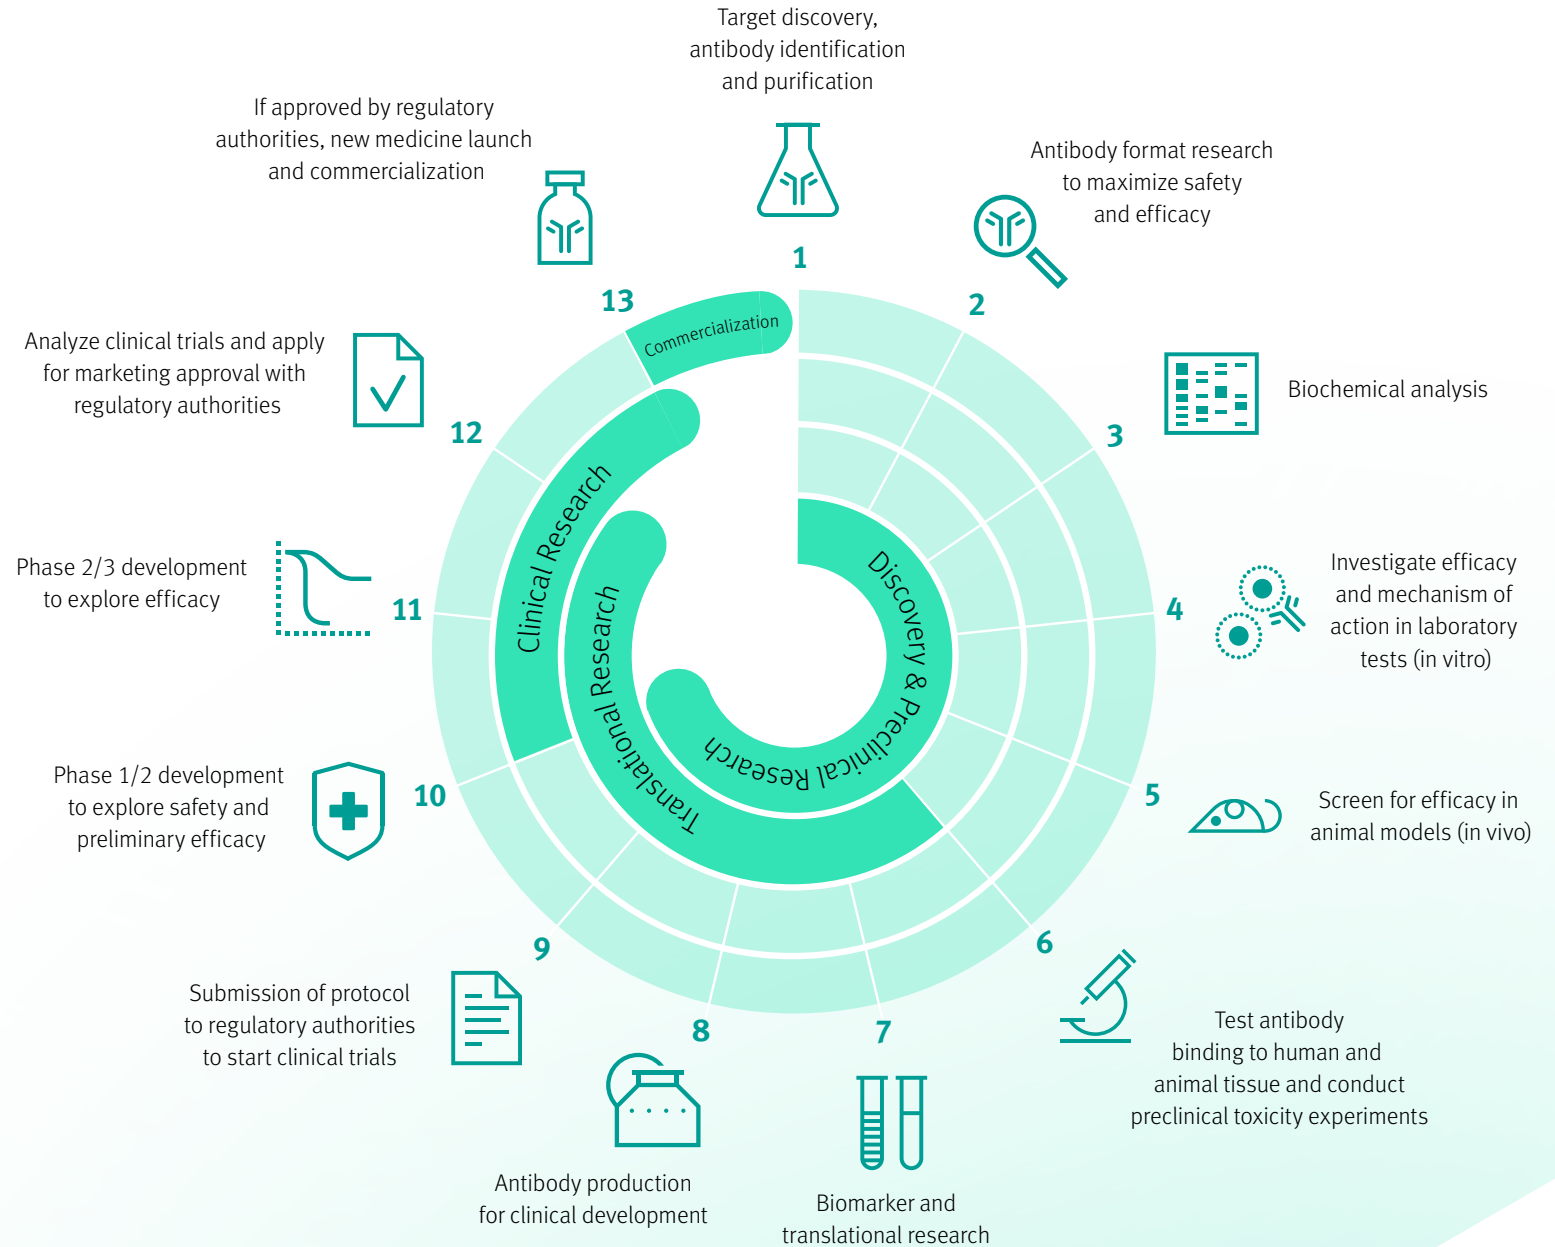 Target discovery,
antibody identification
and purification
1
Antibody format research
to maximize safety
and efficacy
2
Biochemical analysis
3
Investigate efficacy
and mechanism of
action in laboratory
tests (in vitro)
4
Screen for efficacy in
animal models (in vivo)
5
Test antibody
binding to human and
animal tissue and conduct
preclinical toxicity experiments
6
Biomarker and
translational research
7
Antibody production
for clinical development
8
Submission of protocol
to regulatory authorities
to start clinical trials
9
Phase 1/2 development
to explore safety and
preliminary efficacy
10
Phase 2/3 development
to explore efficacy
11
Analyze clinical trials and apply
for marketing approval with
regulatory authorities
12
If approved by regulatory
authorities, new medicine launch
and commercialization
13
Discovery & Preclinical Research
Translational Research
Clinical Research
Commercialization